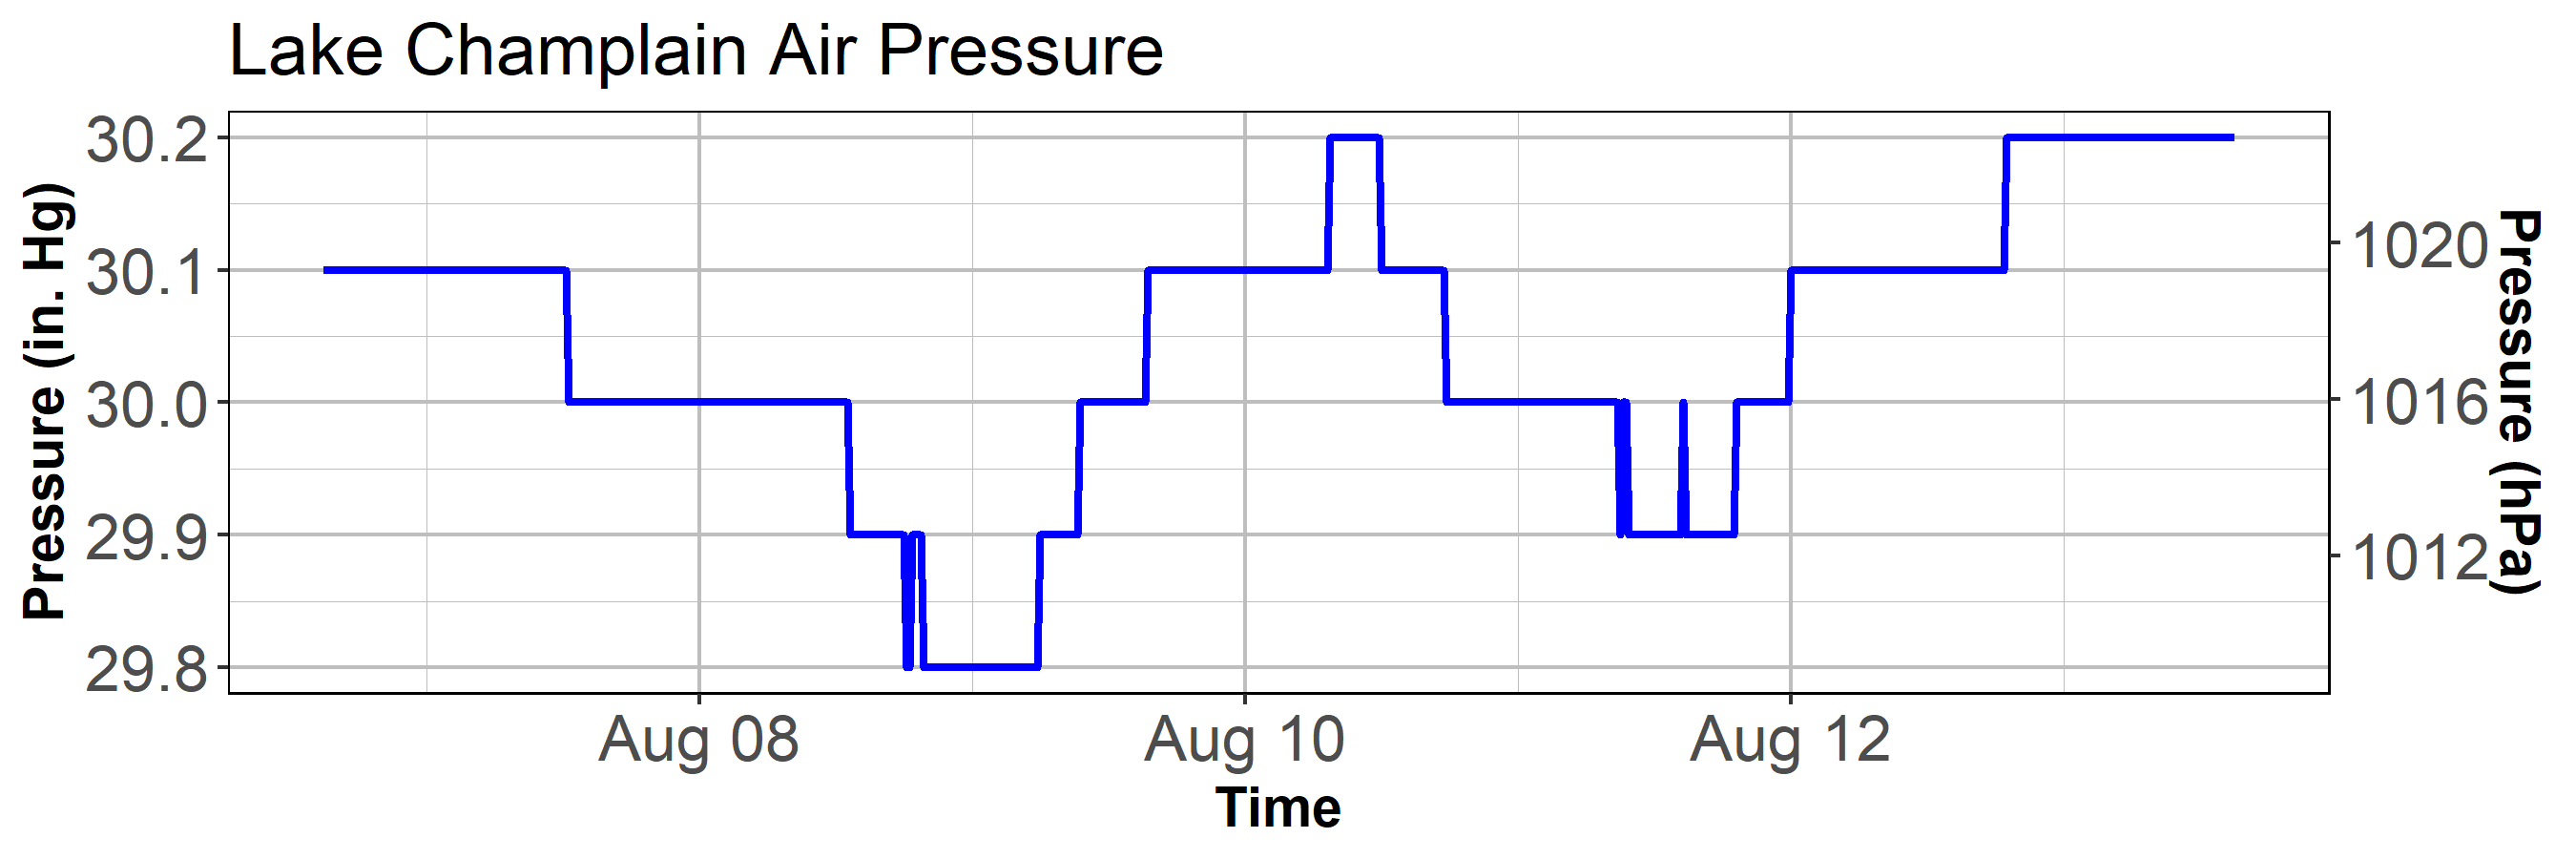 Lake Champlain Air Pressure
Pressure (in. Hg)
30.2
30.1
30.0
29.9
29.8
1020
1016
1012
Pressure (hPa)
Aug 08 Aug 10 Aug 12
Time